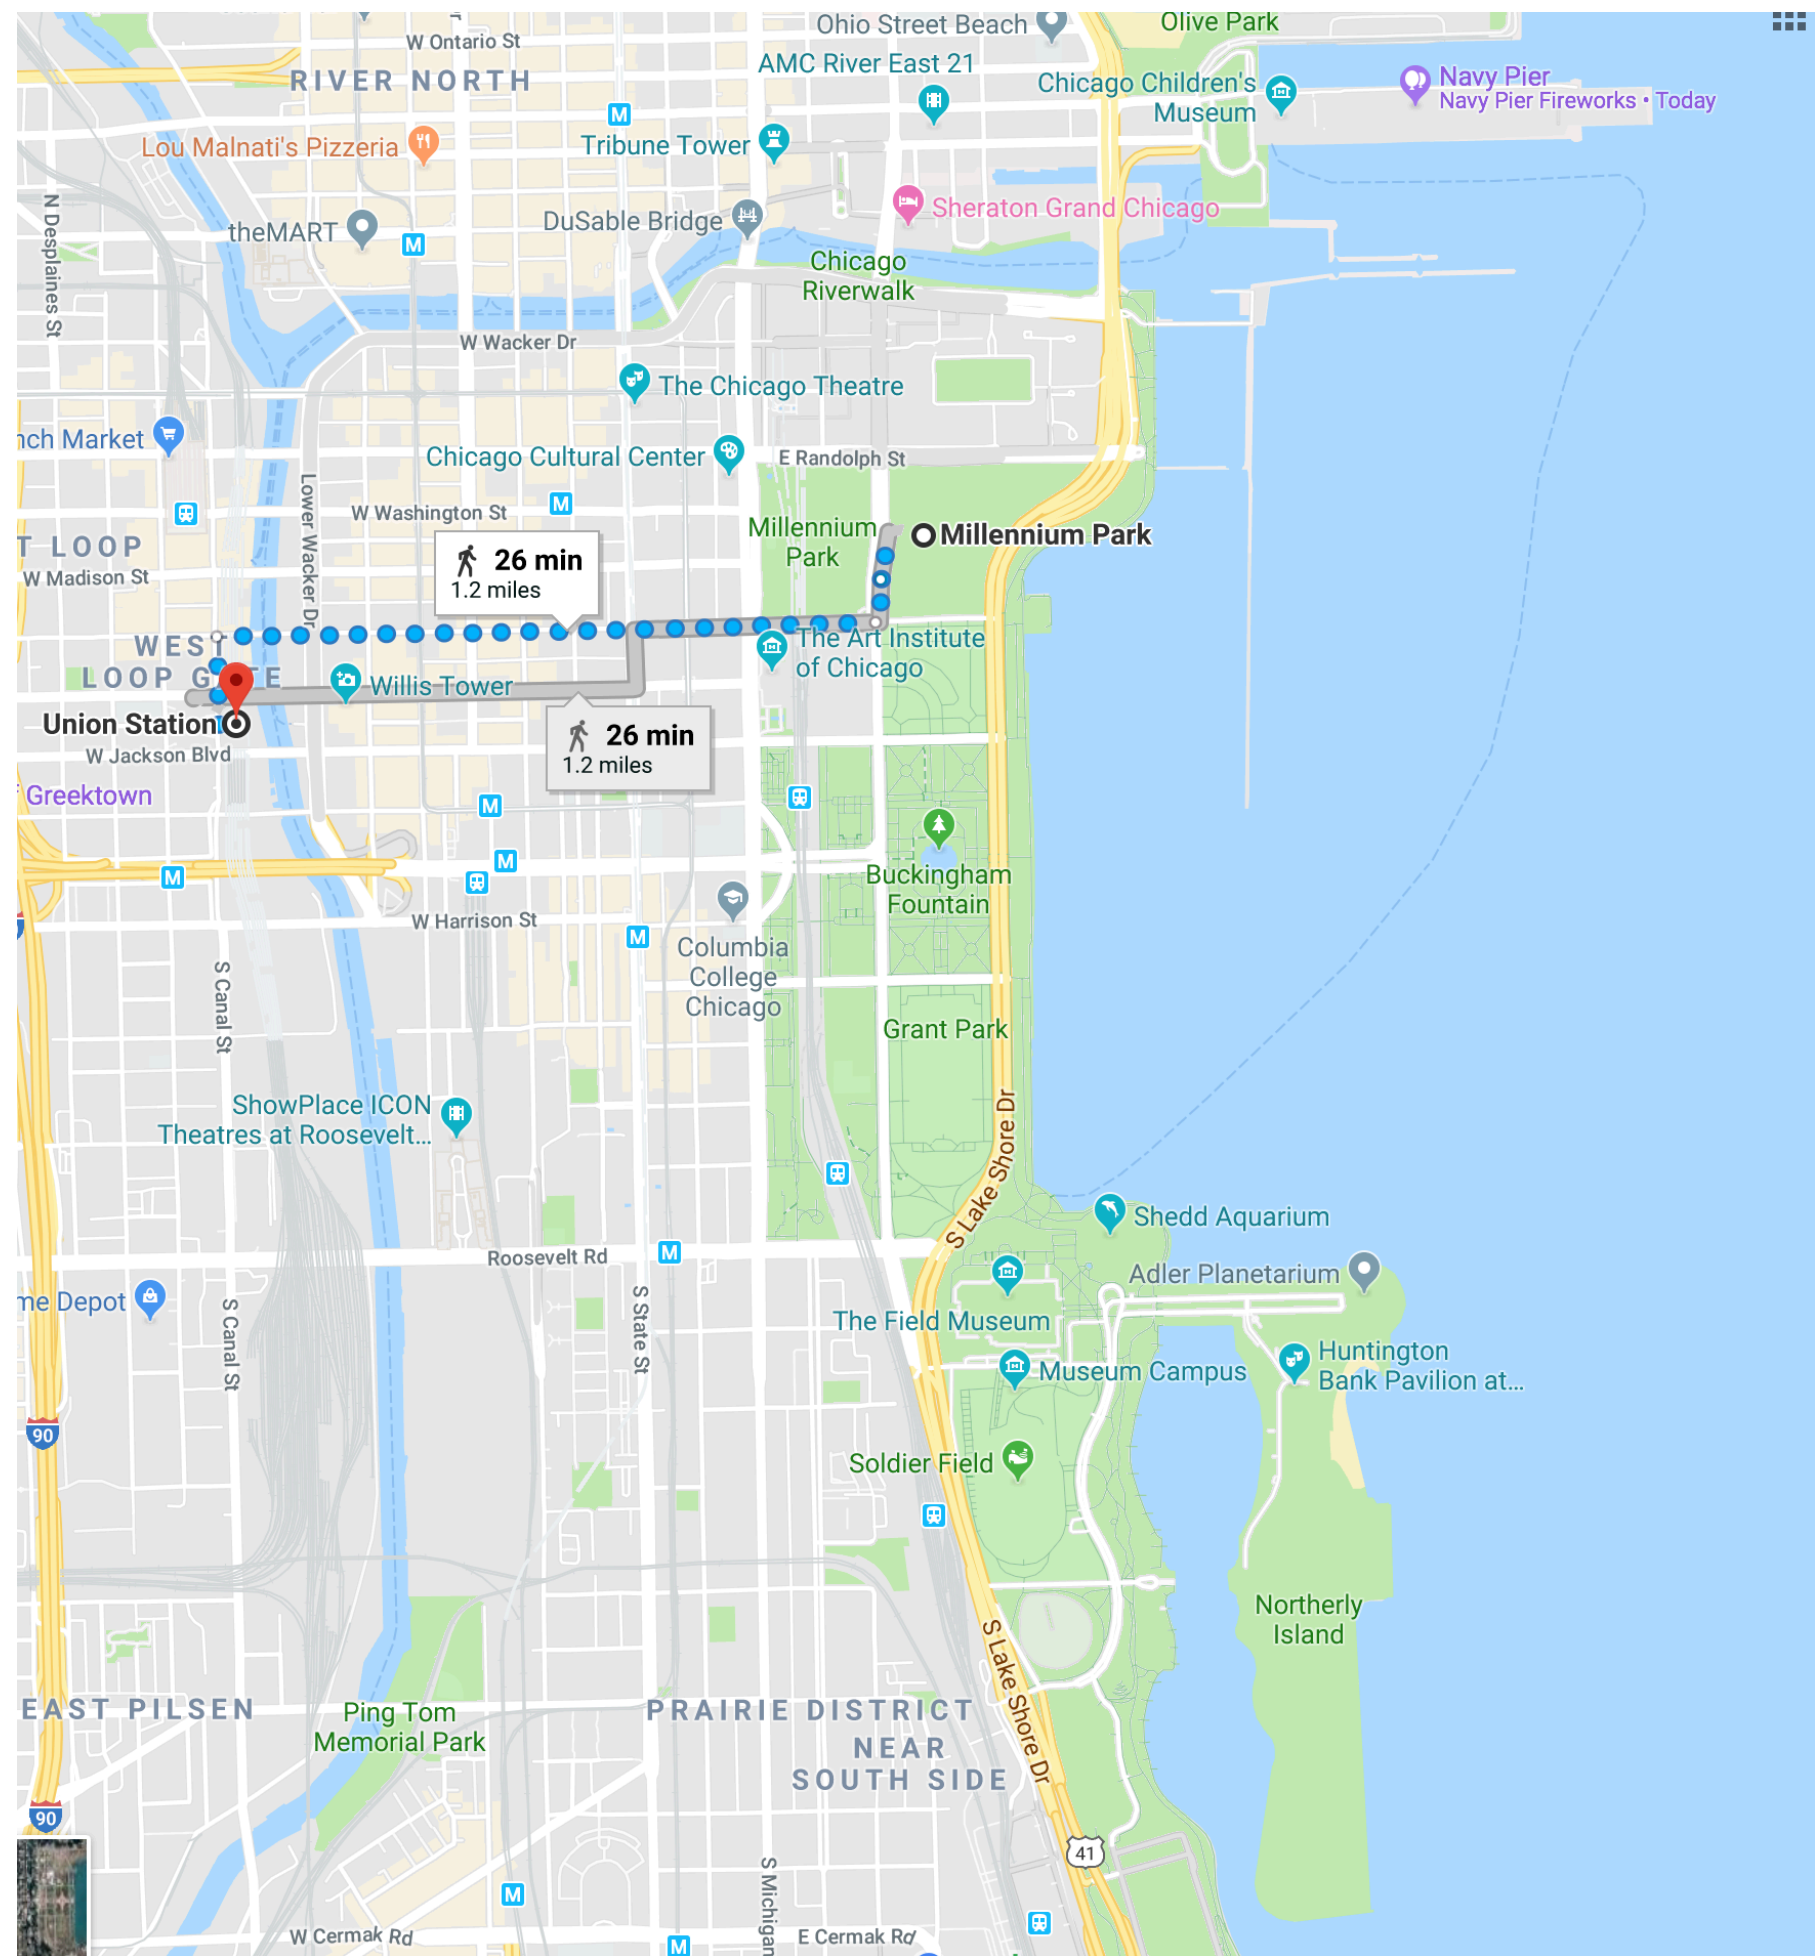 Ohio Street Beach
Olive Park
W Ontario St
RIVER NORTH
AMC River East 21
Chicago Children's
Museum
Navy Pier
Navy Pier Fireworks • Today
Lou Malnati's Pizzeria
Tribune Tower
M
N Desplaines St
theMART
M
DuSable Bridge
Sheraton Grand Chicago
Chicago
Riverwalk
W Wacker Dr
The Chicago Theatre
nch Market
Chicago Cultural Center
E Randolph St
Lower Wacker Dr
W Washington St
M
T LOOP
Millennium
Park
Millennium Park
W Madison St
26 min
1.2 miles
WEST
LOOP GATE
The Art Institute
of Chicago
Willis Tower
Union Station
26 min
1.2 miles
W Jackson Blvd
Greektown
M
M
M
Buckingham
Fountain
W Harrison St
M
Columbia
College
Chicago
S Canal St
Grant Park
ShowPlace ICON
Theatres at Roosevelt...
S Lake Shore Dr
Shedd Aquarium
Roosevelt Rd
M
Adler Planetarium
me Depot
S Canal St
S State St
The Field Museum
Museum Campus
Huntington
Bank Pavilion at...
90
Soldier Field
Northerly
Island
S Lake Shore Dr
EAST PILSEN
Ping Tom
Memorial Park
PRAIRIE DISTRICT
NEAR
SOUTH SIDE
90
41
S Michigan
M
W Cermak Rd
M
E Cermak Rd